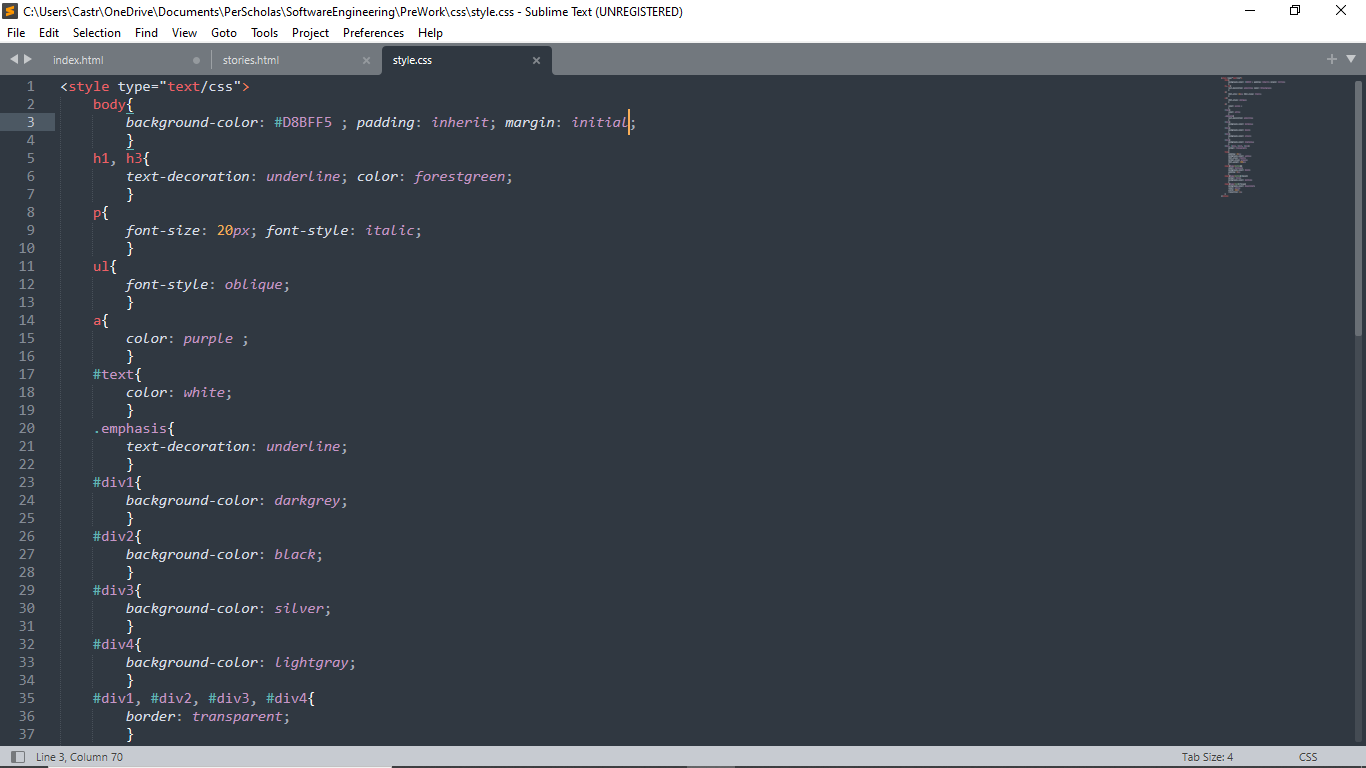 C:\Users\Castr\OneDrive\Documents\PerScholas\SoftwareEngineering\PreWork\css\style.css - Sublime Text (UNREGISTERED)
File Edit Selection Find View Goto Tools Project Preferences Help
index.html stories.html style.css
1 <style type="text/css">
2 body{
3 background-color: #D8BFF5 ; padding: inherit; margin: initial;
4 }
5 h1, h3{
6 text-decoration: underline; color: forestgreen;
7 }
8 p{
9 font-size: 20px; font-style: italic;
10 }
11 ul{
12 font-style: oblique;
13 }
14 a{
15 color: purple ;
16 }
17 #text{
18 color: white;
19 }
20 .emphasis{
21 text-decoration: underline;
22 }
23 #div1{
24 background-color: darkgrey;
25 }
26 #div2{
27 background-color: black;
28 }
29 #div3{
30 background-color: silver;
31 }
32 #div4{
33 background-color: lightgray;
34 }
35 #div1, #div2, #div3, #div4{
36 border: transparent;
37 }
Line 3, Column 70 Tab Size: 4 CSS